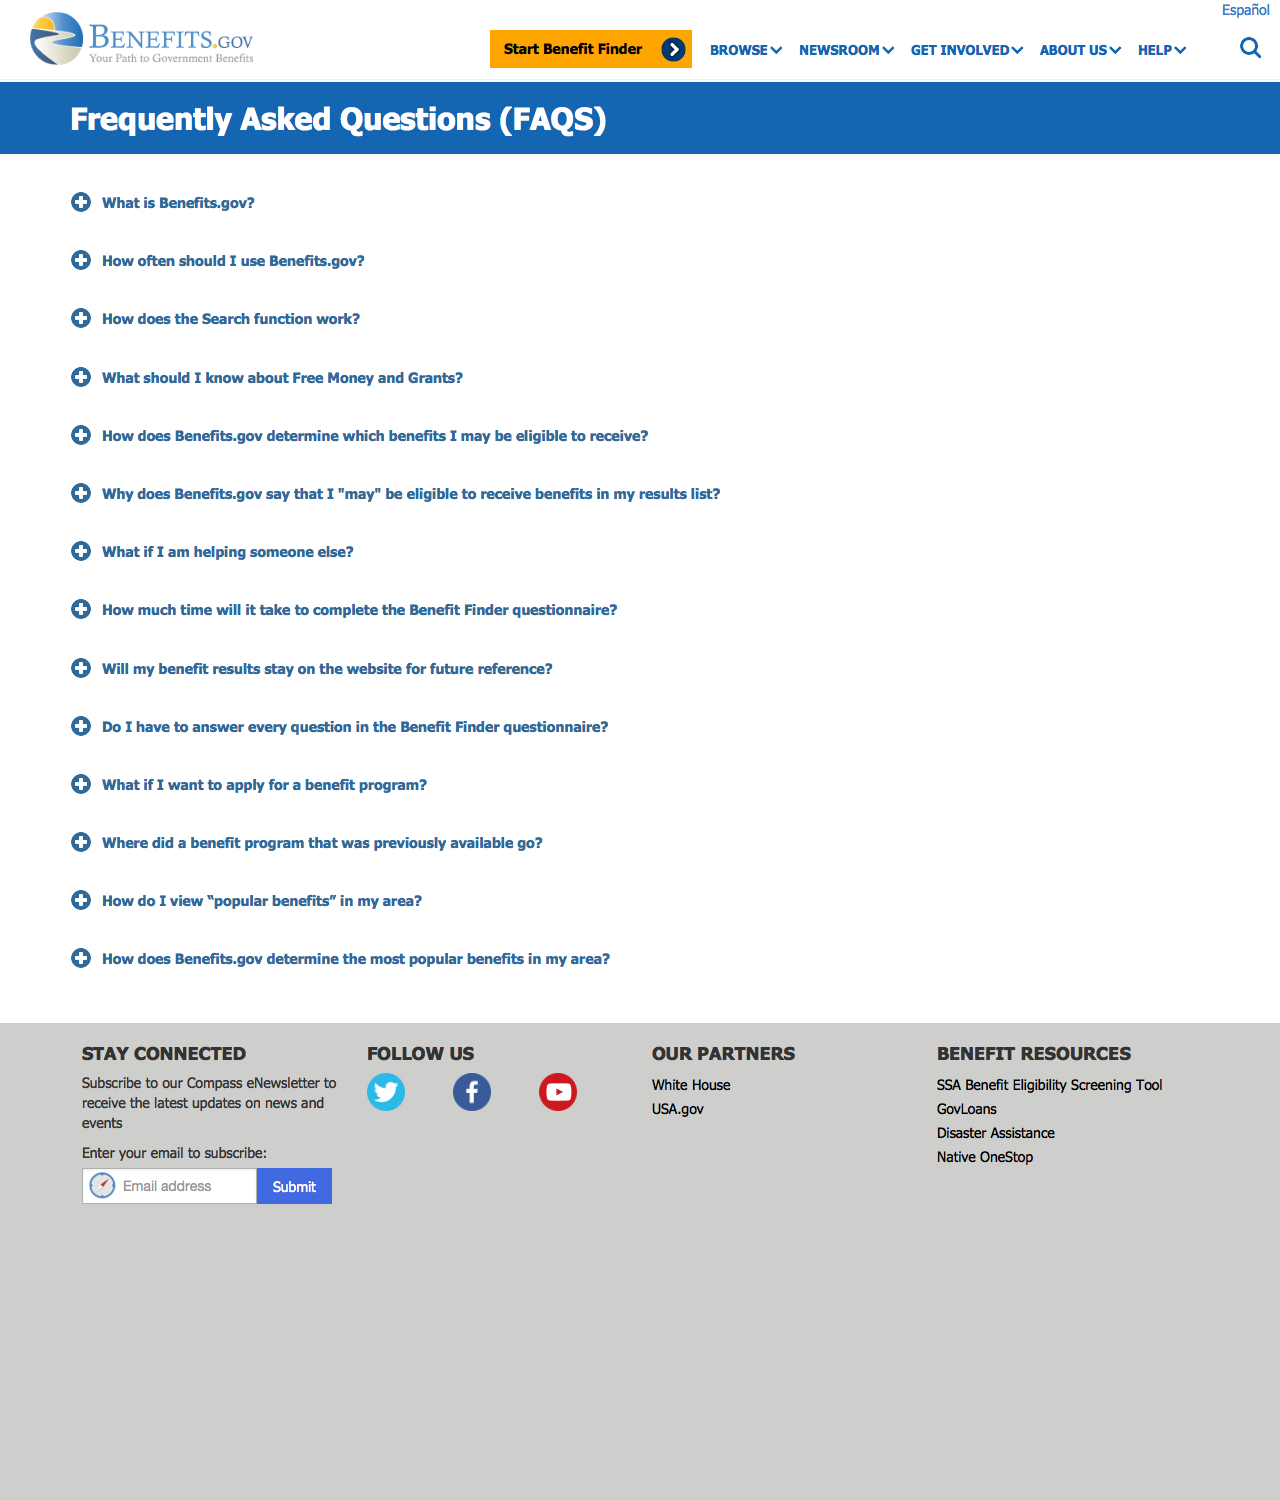 Español
BENEFITS.GOV
Your Path to Government Benefits
Start Benefit Finder
BROWSE
NEWSROOM
GET INVOLVED
ABOUT US
HELP
Frequently Asked Questions (FAQS)
What is Benefits.gov?
How often should I use Benefits.gov?
How does the Search function work?
What should I know about Free Money and Grants?
How does Benefits.gov determine which benefits I may be eligible to receive?
Why does Benefits.gov say that I "may" be eligible to receive benefits in my results list?
What if I am helping someone else?
How much time will it take to complete the Benefit Finder questionnaire?
Will my benefit results stay on the website for future reference?
Do I have to answer every question in the Benefit Finder questionnaire?
What if I want to apply for a benefit program?
Where did a benefit program that was previously available go?
How do I view “popular benefits” in my area?
How does Benefits.gov determine the most popular benefits in my area?
STAY CONNECTED
Subscribe to our Compass eNewsletter to
receive the latest updates on news and
events
Enter your email to subscribe:
Email address
Submit
FOLLOW US
OUR PARTNERS
White House
USA.gov
BENEFIT RESOURCES
SSA Benefit Eligibility Screening Tool
GovLoans
Disaster Assistance
Native OneStop